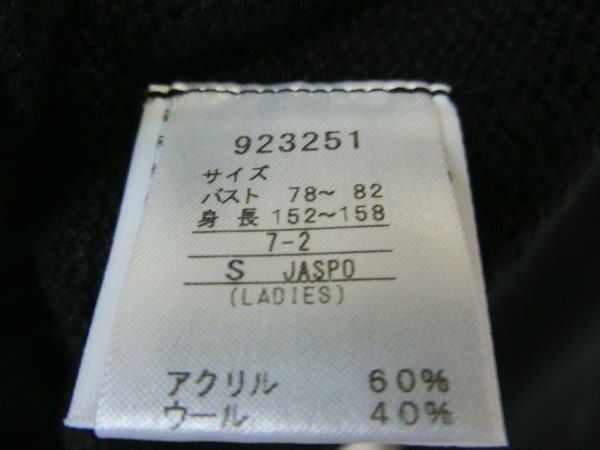 923251
サイズ
バスト 78～ 82
身 長 152～158
7-2
S JASPO
(LADIES)
アクリル 60%
ウール 40%